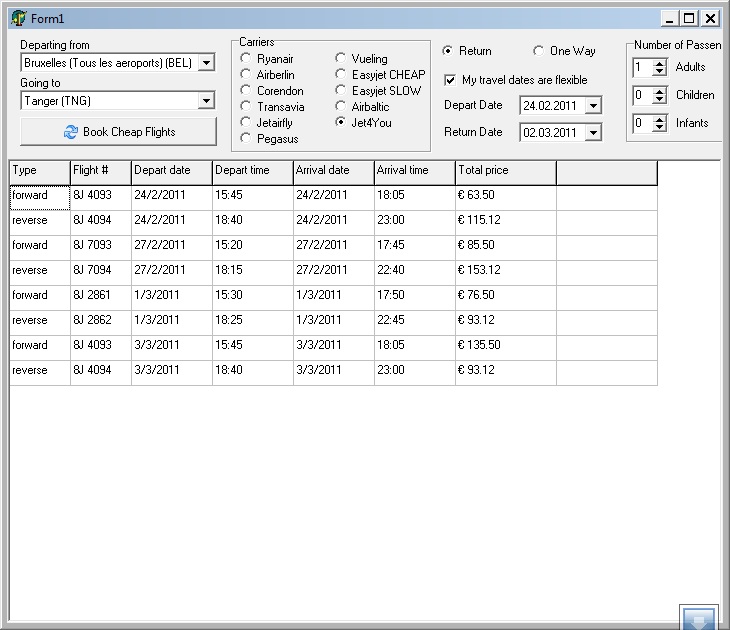 Form1
Departing from
Bruxelles (Tous les aeroports) (BEL)
Going to
Tanger (TNG)
Book Cheap Flights
Carriers
Ryanair
Airberlin
Corendon
Transavia
Jetairfly
Pegasus
Vueling
Easyjet CHEAP
Easyjet SLOW
Airbaltic
Jet4You
Return One Way
My travel dates are flexible
Depart Date 24.02.2011
Return Date 02.03.2011
Number of Passen
1 Adults
0 Children
0 Infants
Type Flight # Depart date Depart time Arrival date Arrival time Total price
forward 8J 4093 24/2/2011 15:45 24/2/2011 18:05 € 63.50
reverse 8J 4094 24/2/2011 18:40 24/2/2011 23:00 € 115.12
forward 8J 7093 27/2/2011 15:20 27/2/2011 17:45 € 85.50
reverse 8J 7094 27/2/2011 18:15 27/2/2011 22:40 € 153.12
forward 8J 2861 1/3/2011 15:30 1/3/2011 17:50 € 76.50
reverse 8J 2862 1/3/2011 18:25 1/3/2011 22:45 € 93.12
forward 8J 4093 3/3/2011 15:45 3/3/2011 18:05 € 135.50
reverse 8J 4094 3/3/2011 18:40 3/3/2011 23:00 € 93.12